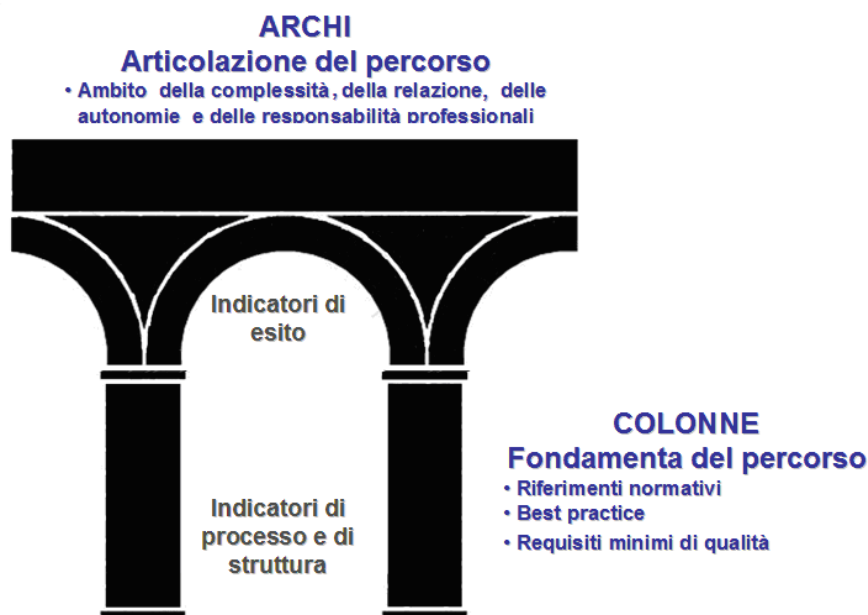 ARCHI
Articolazione del percorso
• Ambito della complessità, della relazione, delle
autonomie e delle responsabilità professionali
Indicatori di
esito
COLONNE
Fondamenta del percorso
• Riferimenti normativi
• Best practice
• Requisiti minimi di qualità
Indicatori di
processo e di
struttura